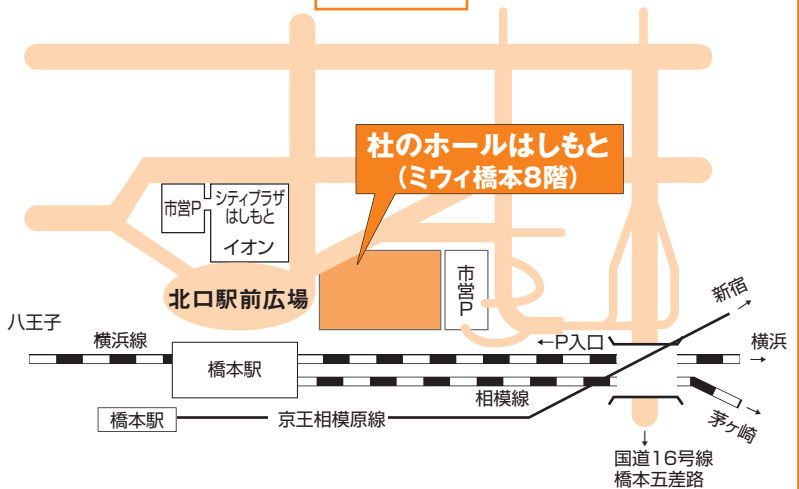 杜のホールはしもと
(ミウィ橋本8階)
市営P
シティプラザ
はしもと
イオン
北口駅前広場
市営P
新宿
八王子
横浜線
←P入口
横浜
橋本駅
相模線
橋本駅
京王相模原線
茅ヶ崎
国道16号線
橋本五差路